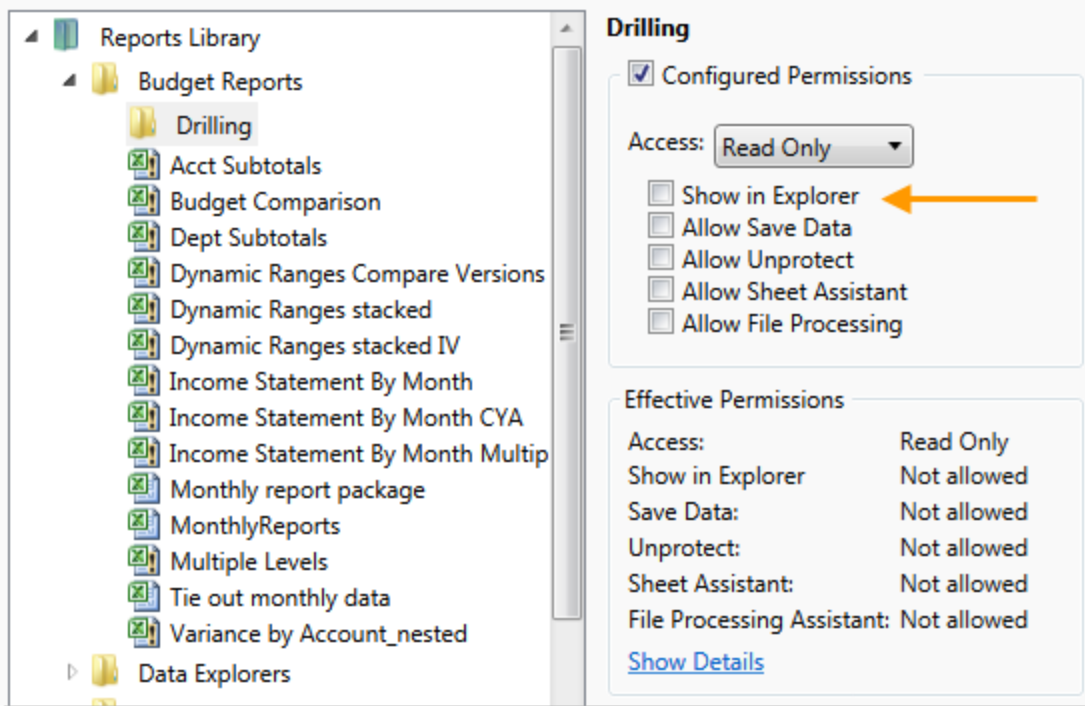 Reports Library
Budget Reports
Drilling
Acct Subtotals
Budget Comparison
Dept Subtotals
Dynamic Ranges Compare Versions
Dynamic Ranges stacked
Dynamic Ranges stacked IV
Income Statement By Month
Income Statement By Month CYA
Income Statement By Month Multip
Monthly report package
MonthlyReports
Multiple Levels
Tie out monthly data
Variance by Account_nested
Data Explorers
Drilling
Configured Permissions
Access: Read Only
Show in Explorer
Allow Save Data
Allow Unprotect
Allow Sheet Assistant
Allow File Processing
Effective Permissions
Access: Read Only
Show in Explorer Not allowed
Save Data: Not allowed
Unprotect: Not allowed
Sheet Assistant: Not allowed
File Processing Assistant: Not allowed
Show Details